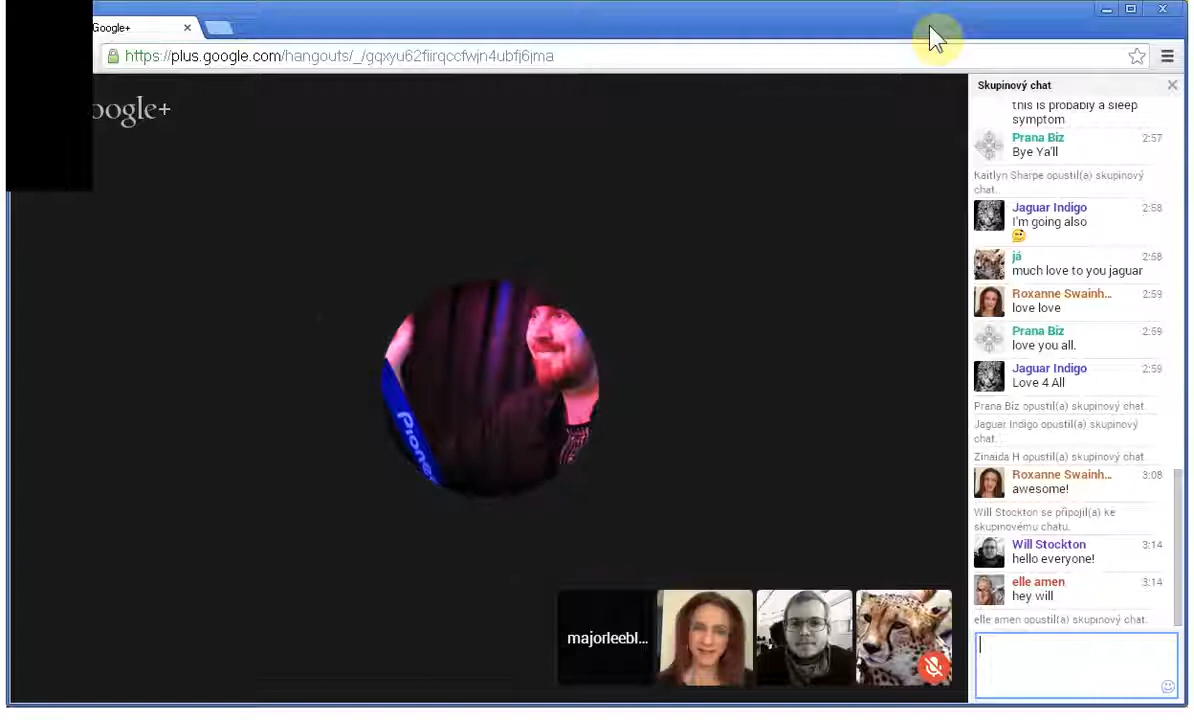 Google+
https://plus.google.com/hangouts/_/gqxyu62fiirqccfwjn4ubfj6jma
oogle+
Pione
majorleebl...
Skupinový chat
this is probably a sleep
symptom
Prana Biz 2:57
Bye Ya'll
Kaitlyn Sharpe opustil(a) skupinový
chat.
Jaguar Indigo 2:58
I'm going also
já 2:58
much love to you jaguar
Roxanne Swainh... 2:59
love love
Prana Biz 2:59
love you all.
Jaguar Indigo 2:59
Love 4 All
Prana Biz opustil(a) skupinový chat.
Jaguar Indigo opustil(a) skupinový
chat.
Zinaida H opustil(a) skupinový chat.
Roxanne Swainh... 3:08
awesome!
Will Stockton se připojil(a) ke
skupinovému chatu.
Will Stockton 3:14
hello everyone!
elle amen 3:14
hey will
elle amen opustil(a) skupinový chat.